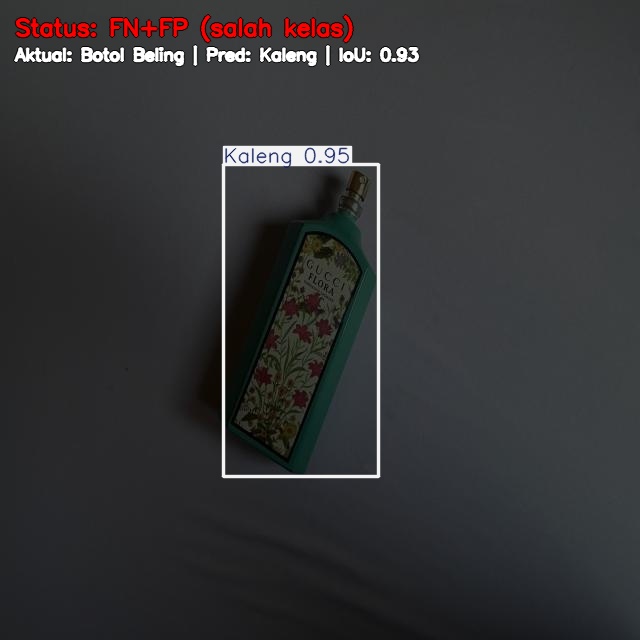 Status: FN+FP (salah kelas)
Aktual: Botol Beling | Pred: Kaleng | IoU: 0.93
Kaleng 0.95
GUCCI
FLORA